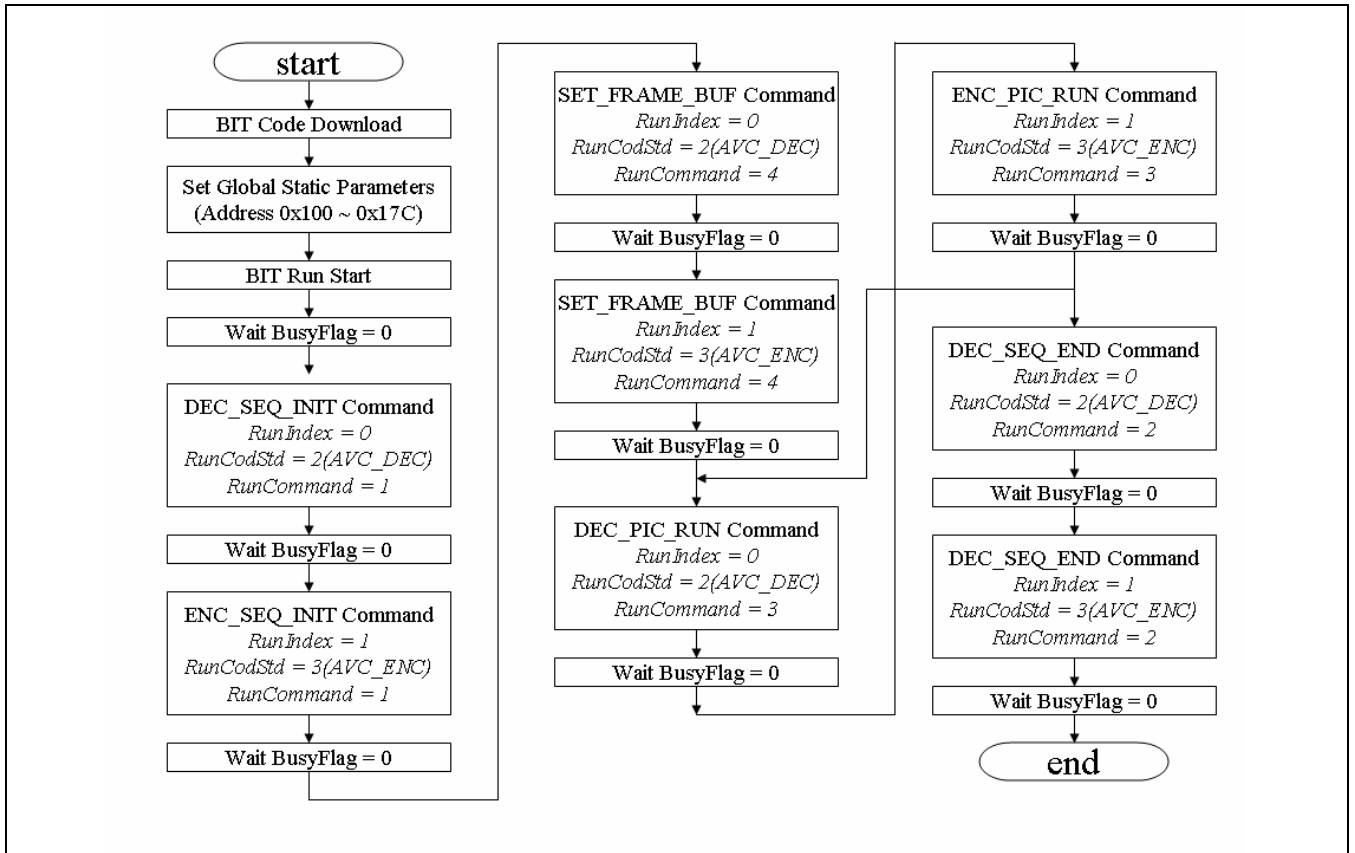 start
BIT Code Download
Set Global Static Parameters
(Address 0x100 ~ 0x17C)
BIT Run Start
Wait BusyFlag = 0
DEC_SEQ_INIT Command
RunIndex = 0
RunCodStd = 2(AVC_DEC)
RunCommand = 1
Wait BusyFlag = 0
ENC_SEQ_INIT Command
RunIndex = 1
RunCodStd = 3(AVC_ENC)
RunCommand = 1
Wait BusyFlag = 0
SET_FRAME_BUF Command
RunIndex = 0
RunCodStd = 2(AVC_DEC)
RunCommand = 4
Wait BusyFlag = 0
SET_FRAME_BUF Command
RunIndex = 1
RunCodStd = 3(AVC_ENC)
RunCommand = 4
Wait BusyFlag = 0
DEC_PIC_RUN Command
RunIndex = 0
RunCodStd = 2(AVC_DEC)
RunCommand = 3
Wait BusyFlag = 0
ENC_PIC_RUN Command
RunIndex = 1
RunCodStd = 3(AVC_ENC)
RunCommand = 3
Wait BusyFlag = 0
DEC_SEQ_END Command
RunIndex = 0
RunCodStd = 2(AVC_DEC)
RunCommand = 2
Wait BusyFlag = 0
DEC_SEQ_END Command
RunIndex = 1
RunCodStd = 3(AVC_ENC)
RunCommand = 2
Wait BusyFlag = 0
end